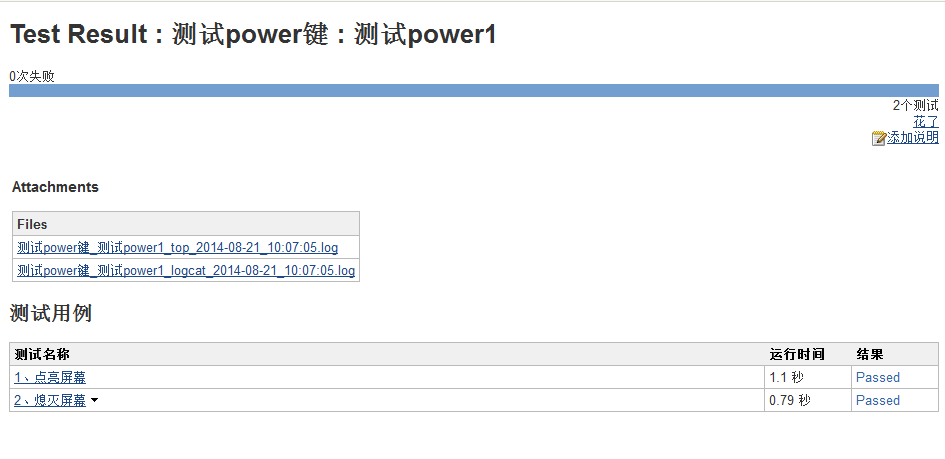 Test Result : 测试power键 : 测试power1
0次失败
2个测试
花了
添加说明
Attachments
Files
测试power键_测试power1_top_2014-08-21_10:07:05.log
测试power键_测试power1_logcat_2014-08-21_10:07:05.log
测试用例
测试名称 运行时间 结果
1、点亮屏幕 1.1 秒 Passed
2、熄灭屏幕 0.79 秒 Passed